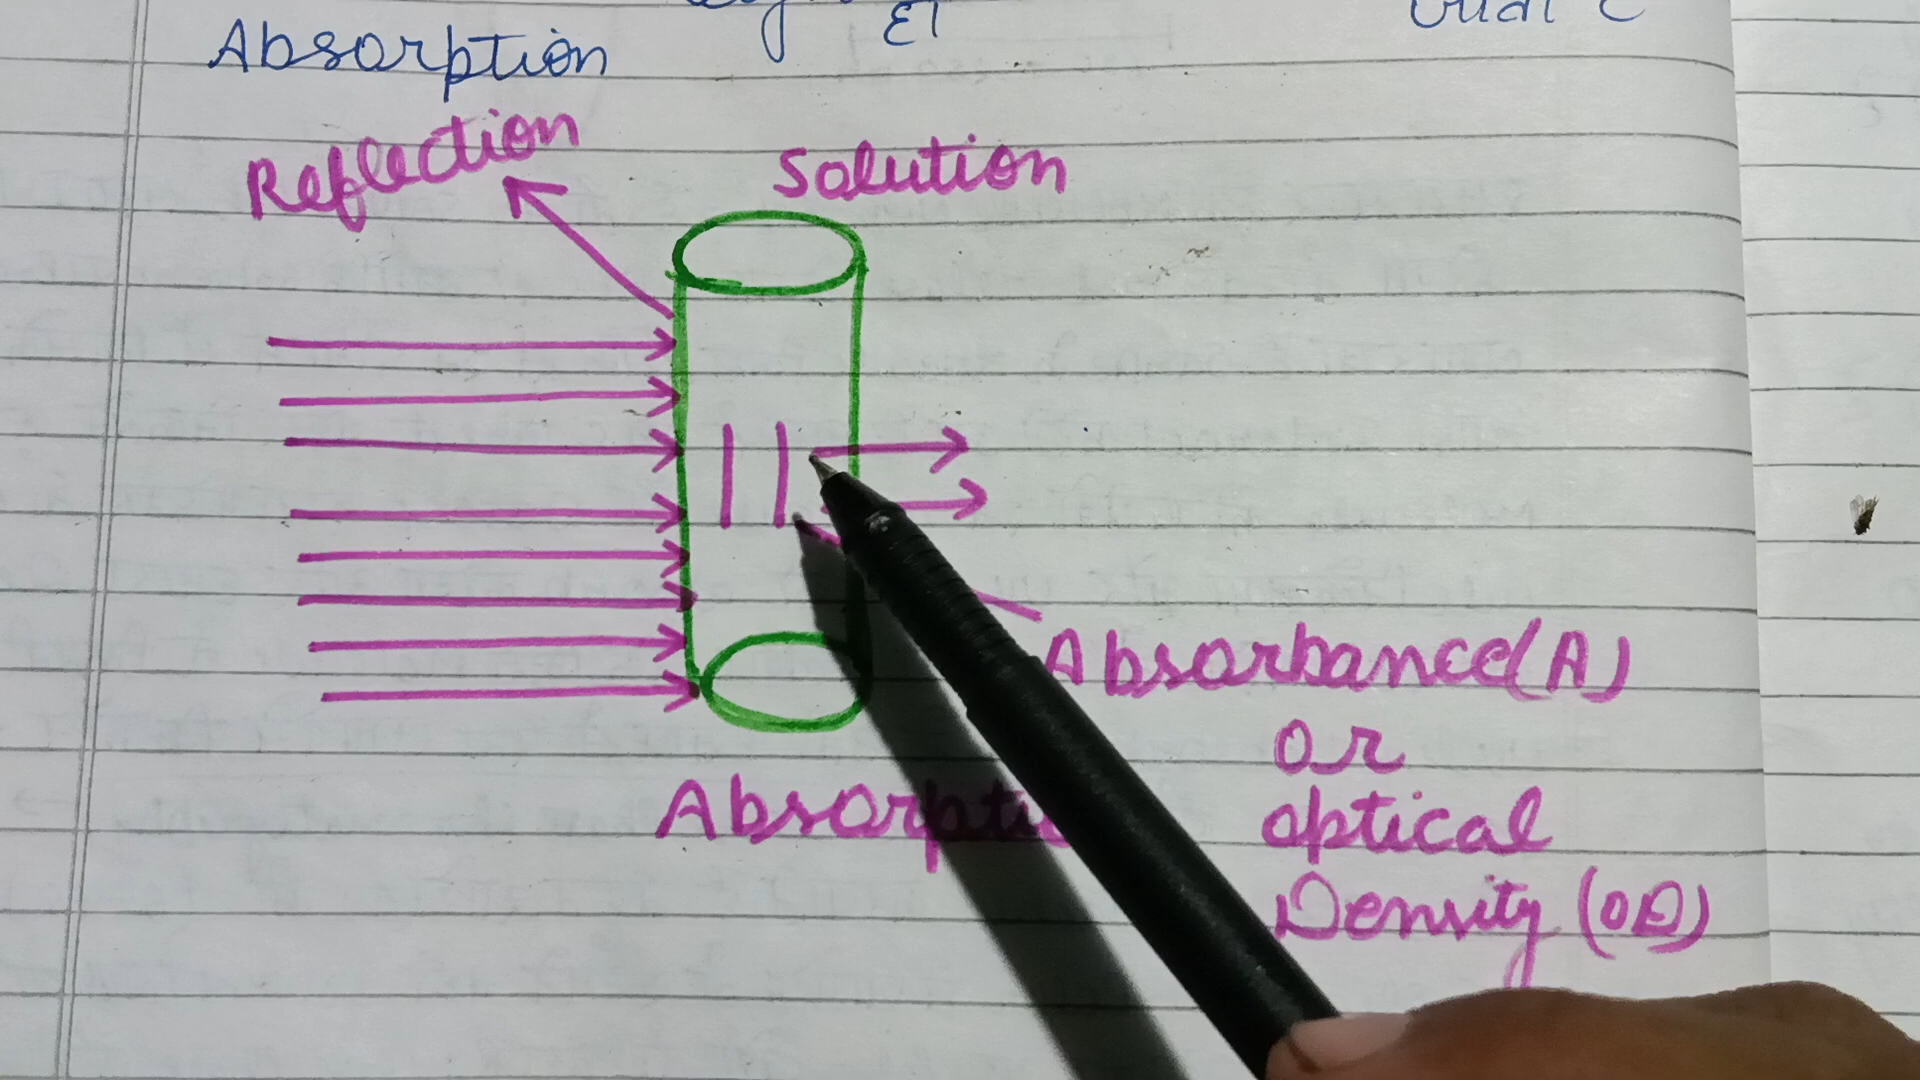 Absorption
Reflection
Solution
Absorbance(A)
or
optical
Density (OD)